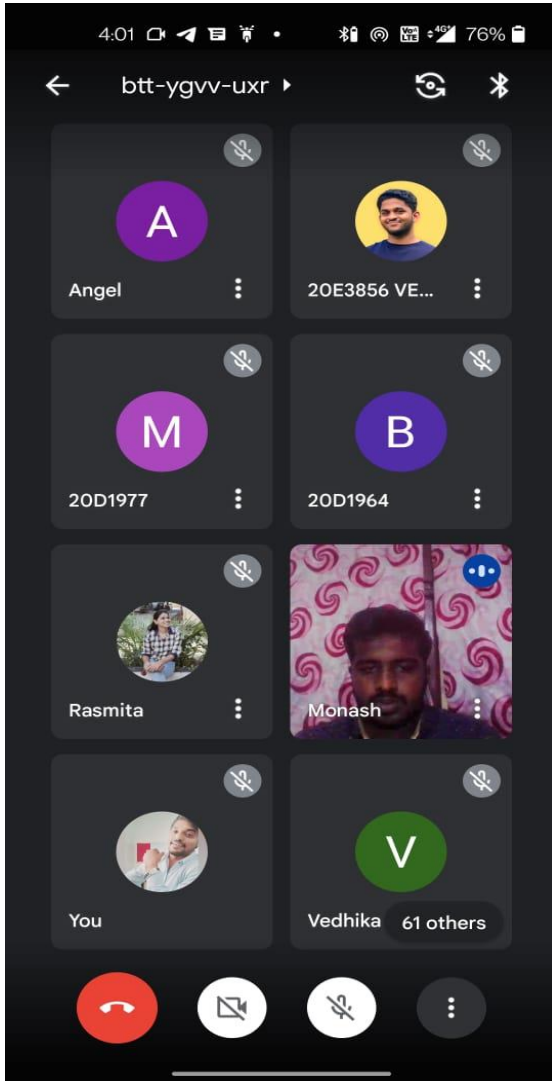 4:01 76%
btt-ygvv-uxr
A
Angel
20E3856 VE...
M
20D1977
B
20D1964
Rasmita
Monash
You
V
Vedhika
61 others